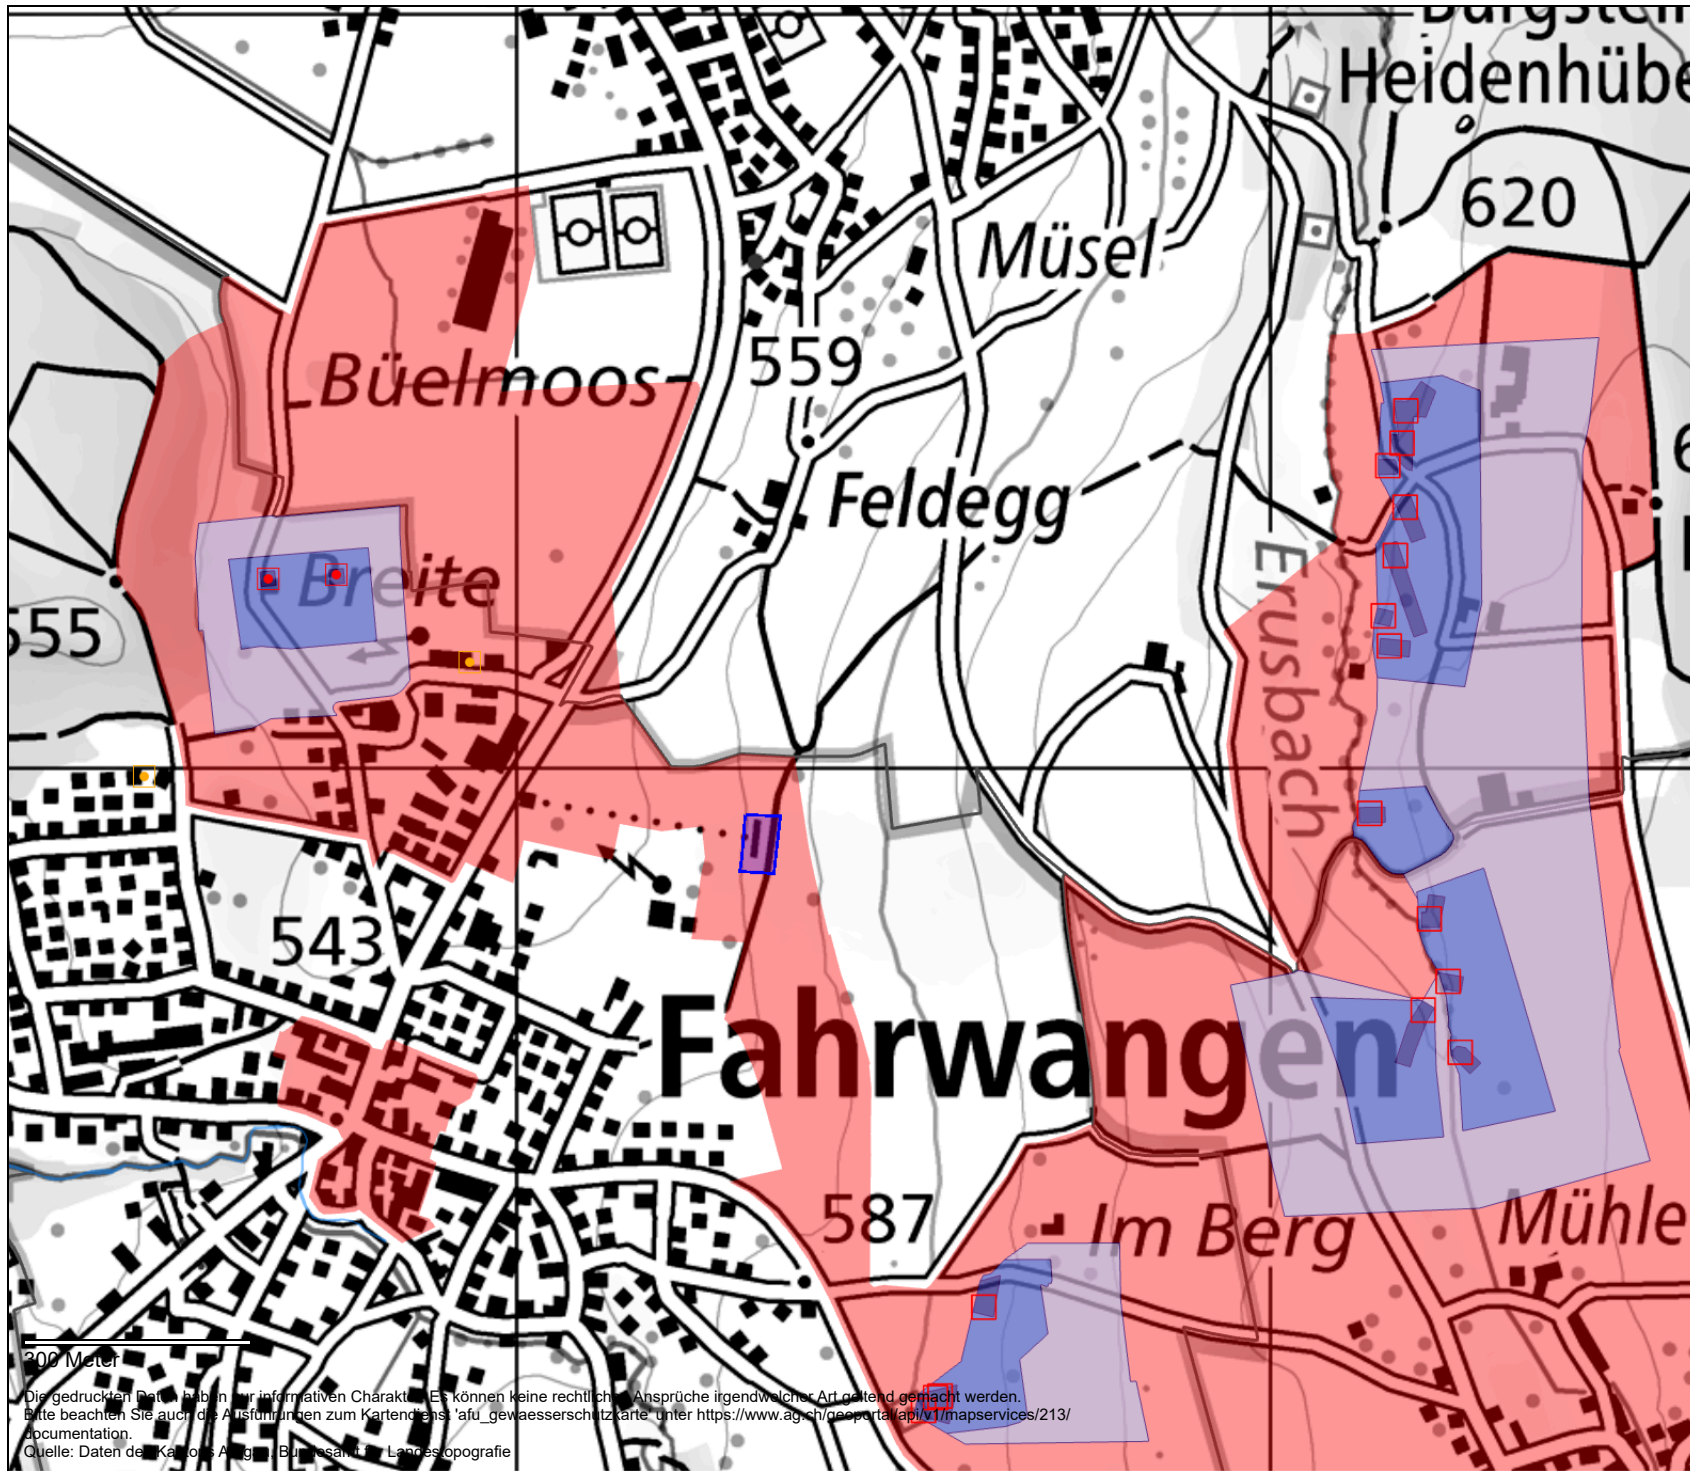 Heidenhübe
620
Müsel
559
Büelmoos
Feldegg
Breite
555
Erusbach
543
Fahrwangen
587
Im Berg
Mühle
300 Meter
Die gedruckten Daten haben nur informativen Charakter. Es können keine rechtlichen Ansprüche irgendwelcher Art geltend gemacht werden.
Bitte beachten Sie auch die Ausführungen zum Kartendienst 'afu_gewaesserschutzkarte' unter https://www.ag.ch/geoportal/api/v1/mapservices/213/
documentation.
Quelle: Daten des Kantons Aargau, Bundesamt für Landestopografie